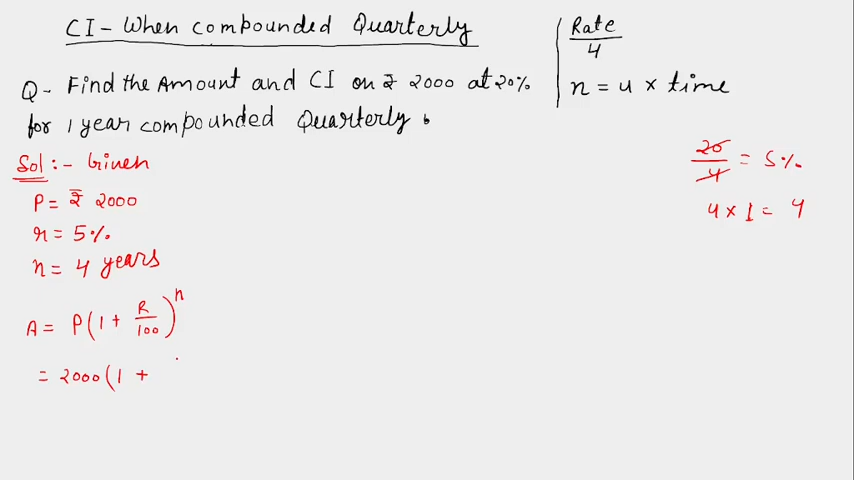 CI - When compounded Quarterly
Rate/4
n = 4 × time
Q- Find the Amount and CI on ₹ 2000 at 20%
for 1 year compounded Quarterly.
20/4 = 5%
4 × 1 = 4
Sol :- Given
P = ₹ 2000
r = 5%
n = 4 years
A = P(1 + R/100)^n
= 2000(1 +